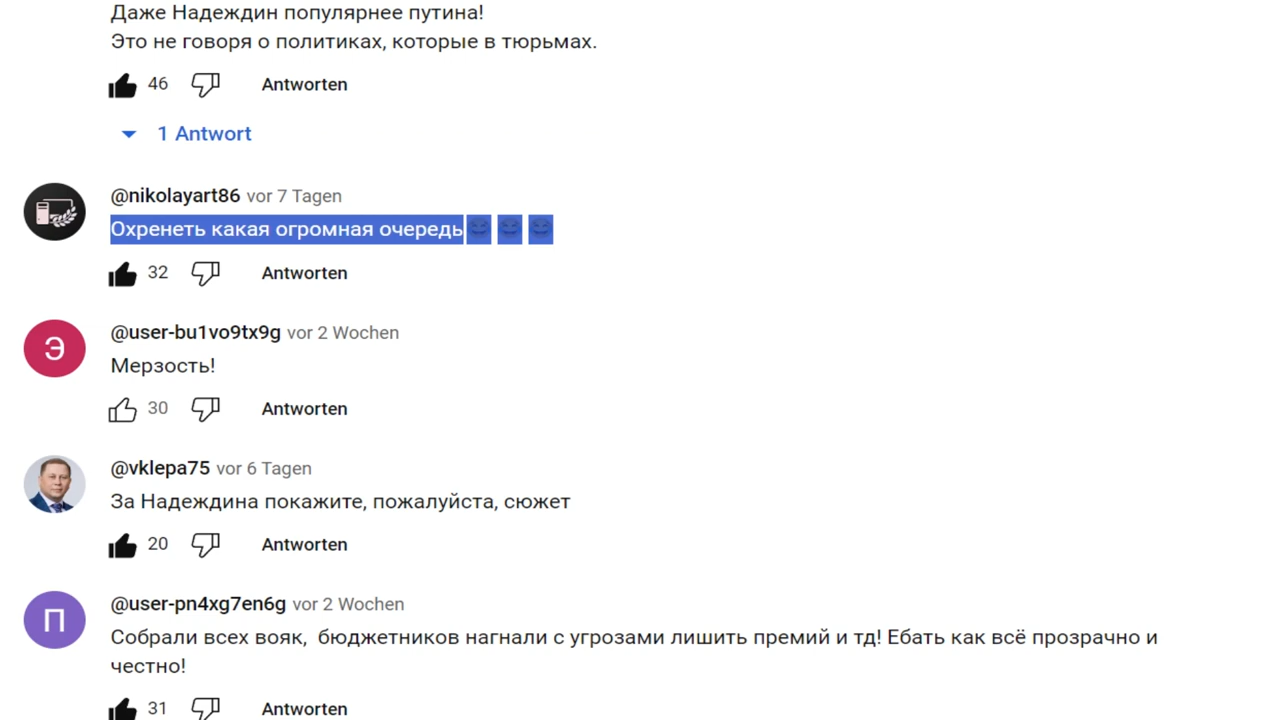 Даже Надеждин популярнее путина!
Это не говоря о политиках, которые в тюрьмах.
46 Antworten
1 Antwort
@nikolayart86 vor 7 Tagen
Охренеть какая огромная очередь
32 Antworten
Э
@user-bu1vo9tx9g vor 2 Wochen
Мерзость!
30 Antworten
@vklepa75 vor 6 Tagen
За Надеждина покажите, пожалуйста, сюжет
20 Antworten
П
@user-pn4xg7en6g vor 2 Wochen
Собрали всех вояк, бюджетников нагнали с угрозами лишить премий и тд! Ебать как всё прозрачно и
честно!
31 Antworten